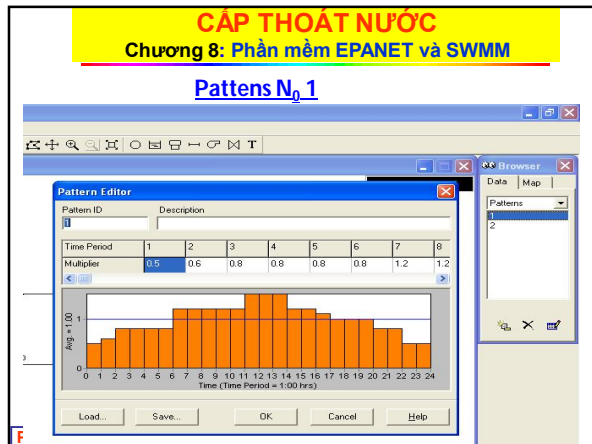 CẤP THOÁT NƯỚC
Chương 8: Phần mềm EPANET và SWMM
Pattens N0 1
T
Browser
Data Map
Patterns
1
2
Pattern Editor
Pattern ID Description
1
Time Period 1 2 3 4 5 6 7 8
Multiplier 0.5 0.6 0.8 0.8 0.8 0.8 1.2 1.2
Avg. = 1.00
1
0
0 1 2 3 4 5 6 7 8 9 10 11 12 13 14 15 16 17 18 19 20 21 22 23 24
Time (Time Period = 1:00 hrs)
Load... Save... OK Cancel Help